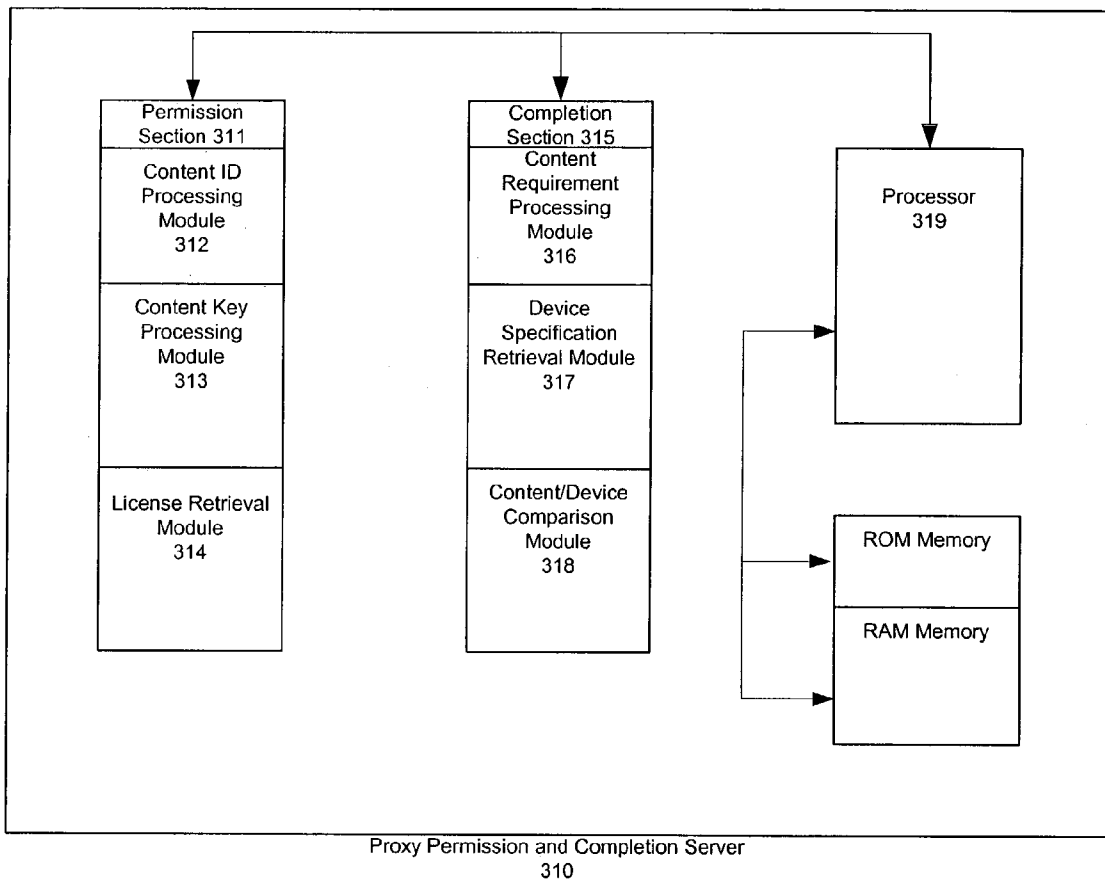 Permission
Section 311
Content ID
Processing
Module
312
Content Key
Processing
Module
313
License Retrieval
Module
314
Completion
Section 315
Content
Requirement
Processing
Module
316
Device
Specification
Retrieval Module
317
Content/Device
Comparison
Module
318
Processor
319
ROM Memory
RAM Memory
Proxy Permission and Completion Server
310